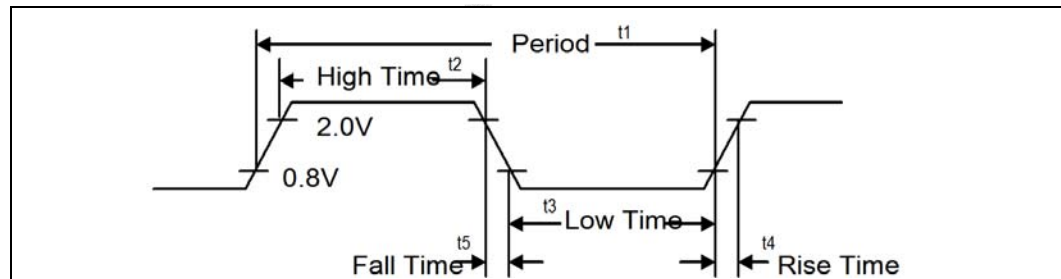 Period t1
High Time t2
2.0V
0.8V
t3 Low Time
Fall Time t5
t4 Rise Time